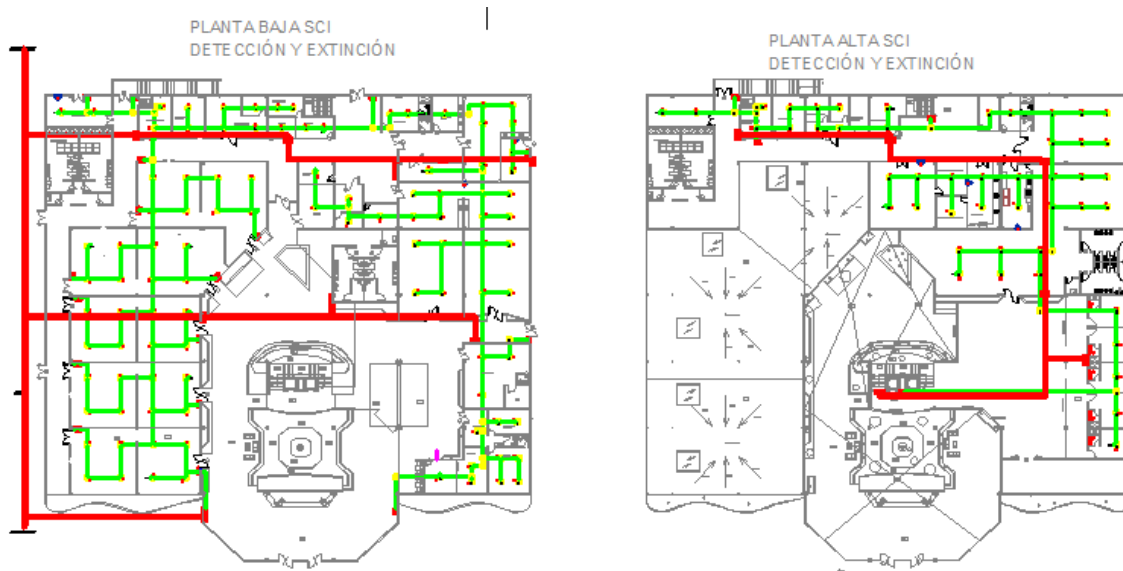 PLANTA BAJA SCI
DETECCIÓN Y EXTINCIÓN
PLANTA ALTA SCI
DETECCIÓN Y EXTINCIÓN